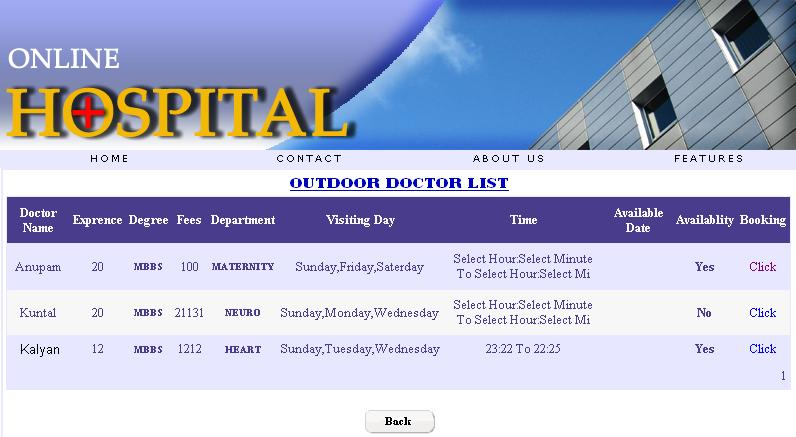 ONLINE
HOSPITAL
HOME CONTACT ABOUT US FEATURES
OUTDOOR DOCTOR LIST
Doctor Name Exprence Degree Fees Department Visiting Day Time Available Date Availablity Booking
Anupam 20 MBBS 100 MATERNITY Sunday,Friday,Saterday Select Hour:Select Minute To Select Hour:Select Mi Yes Click
Kuntal 20 MBBS 21131 NEURO Sunday,Monday,Wednesday Select Hour:Select Minute To Select Hour:Select Mi No Click
Kalyan 12 MBBS 1212 HEART Sunday,Tuesday,Wednesday 23:22 To 22:25 Yes Click
1
Back